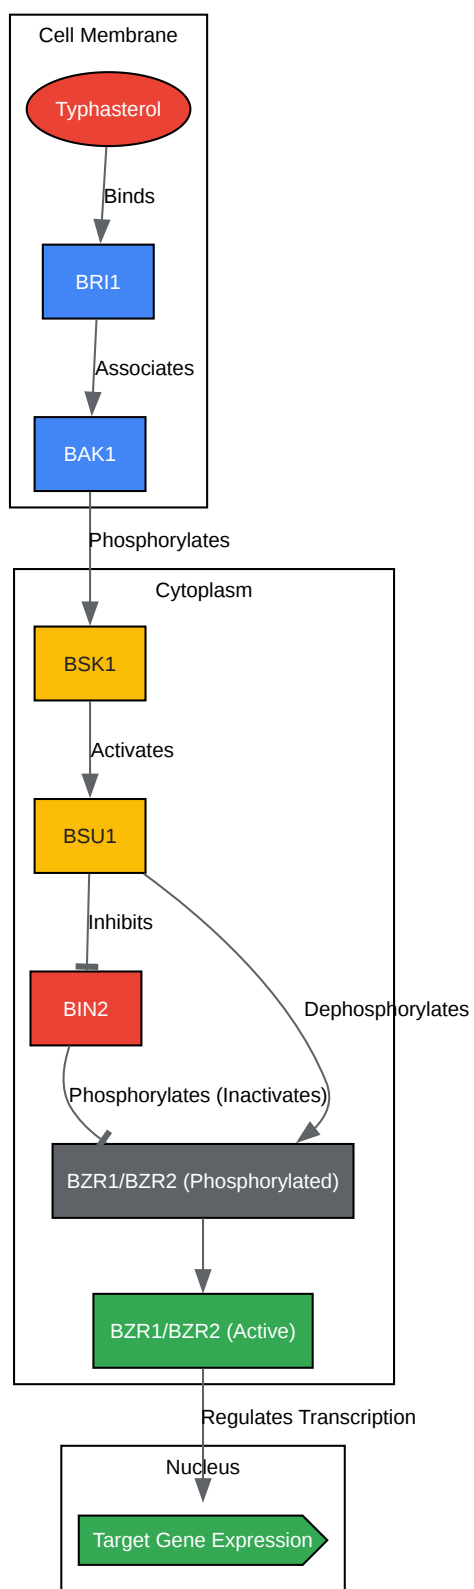 Cell Membrane
Typhasterol
Binds
BRI1
Associates
BAK1
Phosphorylates
Cytoplasm
BSK1
Activates
BSU1
Inhibits
BIN2
Dephosphorylates
Phosphorylates (Inactivates)
BZR1/BZR2 (Phosphorylated)
BZR1/BZR2 (Active)
Regulates Transcription
Nucleus
Target Gene Expression